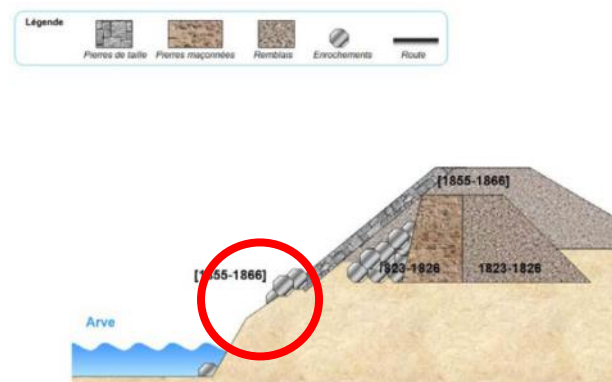 Légende
Pierres de taille Pierres maçonnées Remblais Enrochements Route
[1855-1866]
[1855-1866]
1823-1826 1823-1826
Arve